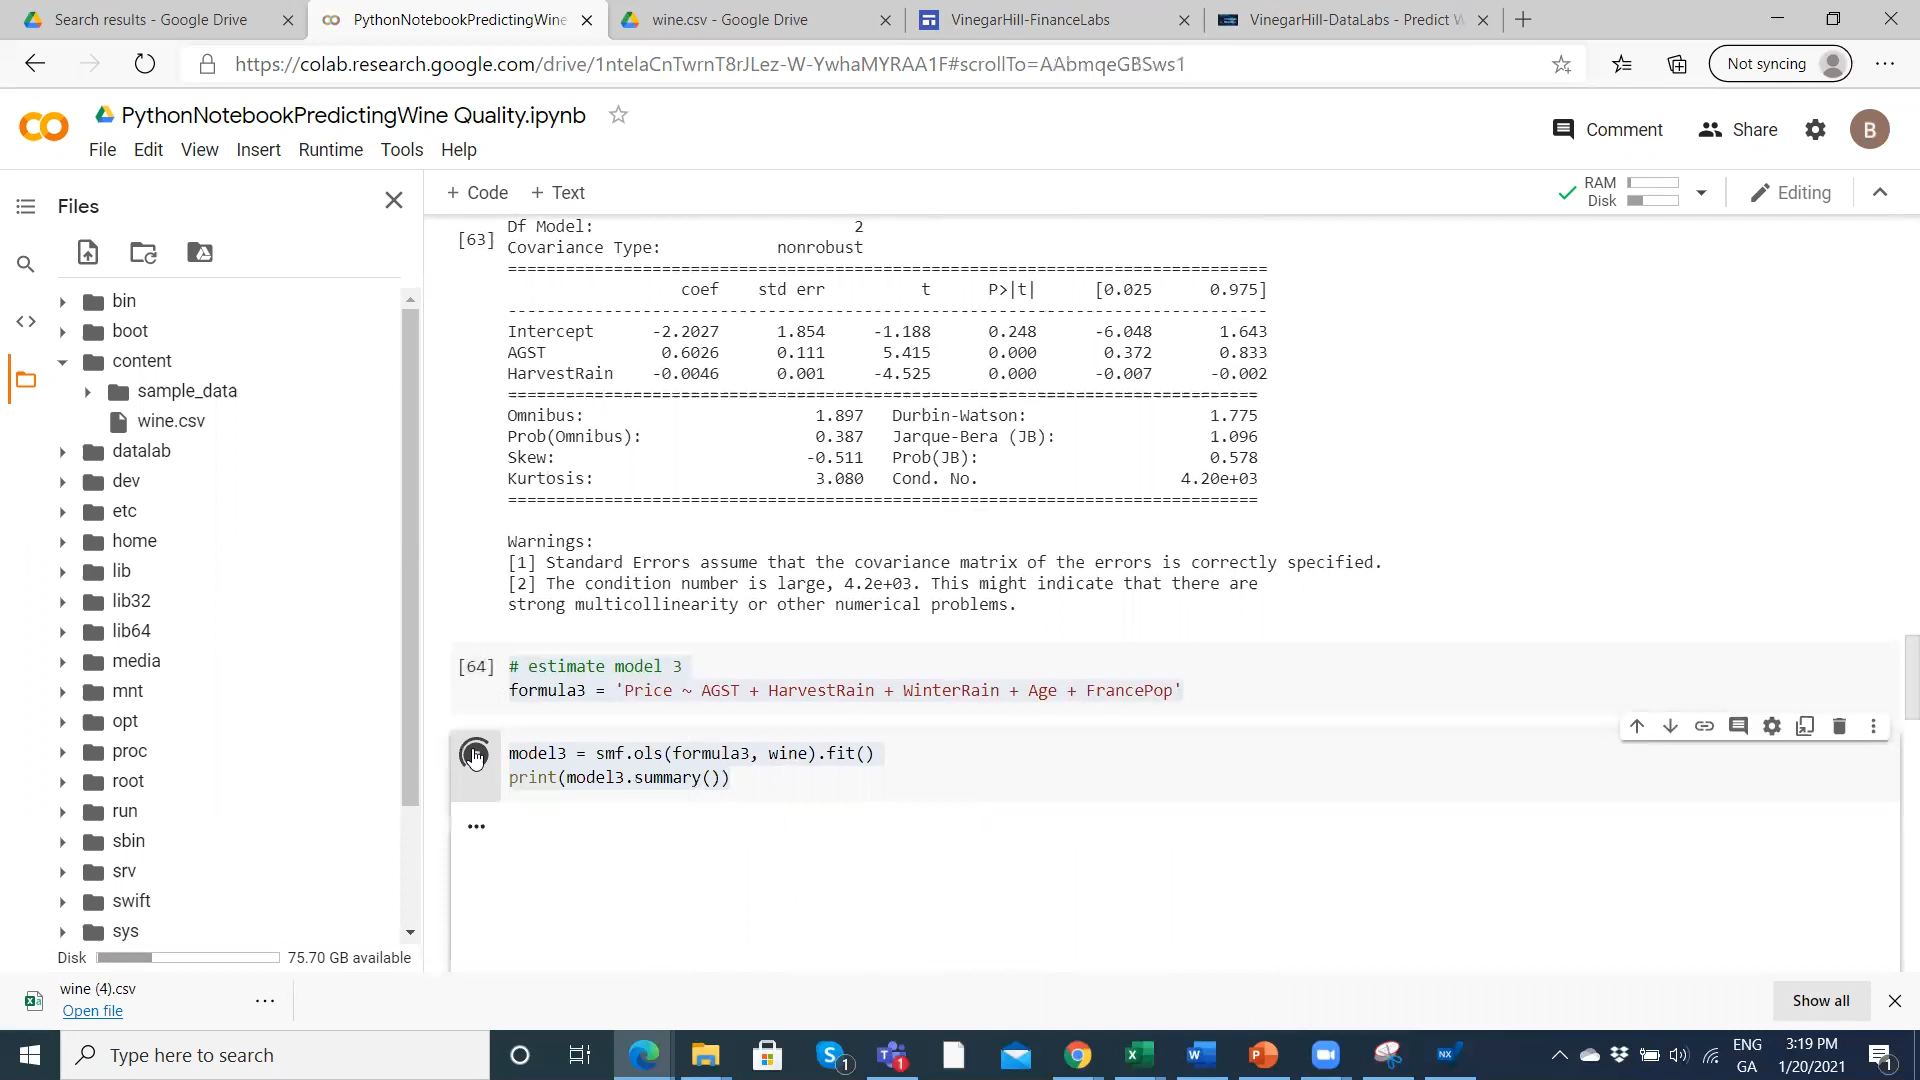 Search results - Google Drive
PythonNotebookPredictingWine
wine.csv - Google Drive
VinegarHill-FinanceLabs
VinegarHill-DataLabs - Predict W
https://colab.research.google.com/drive/1ntelaCnTwrnT8rJLez-W-YwhaMYRAA1F#scrollTo=AAbmqeGBSws1
Not syncing
PythonNotebookPredictingWine Quality.ipynb
Comment
Share
B
File Edit View Insert Runtime Tools Help
Files
+ Code + Text
RAM
Disk
Editing
bin
boot
content
sample_data
wine.csv
datalab
dev
etc
home
lib
lib32
lib64
media
mnt
opt
proc
root
run
sbin
srv
swift
sys
Disk 75.70 GB available
[63]
Df Model: 2
Covariance Type: nonrobust
==============================================================================
coef std err t P>|t| [0.025 0.975]
------------------------------------------------------------------------------
Intercept -2.2027 1.854 -1.188 0.248 -6.048 1.643
AGST 0.6026 0.111 5.415 0.000 0.372 0.833
HarvestRain -0.0046 0.001 -4.525 0.000 -0.007 -0.002
==============================================================================
Omnibus: 1.897 Durbin-Watson: 1.775
Prob(Omnibus): 0.387 Jarque-Bera (JB): 1.096
Skew: -0.511 Prob(JB): 0.578
Kurtosis: 3.080 Cond. No. 4.20e+03
==============================================================================
Warnings:
[1] Standard Errors assume that the covariance matrix of the errors is correctly specified.
[2] The condition number is large, 4.2e+03. This might indicate that there are
strong multicollinearity or other numerical problems.
[64] # estimate model 3
formula3 = 'Price ~ AGST + HarvestRain + WinterRain + Age + FrancePop'
model3 = smf.ols(formula3, wine).fit()
print(model3.summary())
...
wine (4).csv
Open file
Show all
Type here to search
1
1
NX
ENG
GA
3:19 PM
1/20/2021
1